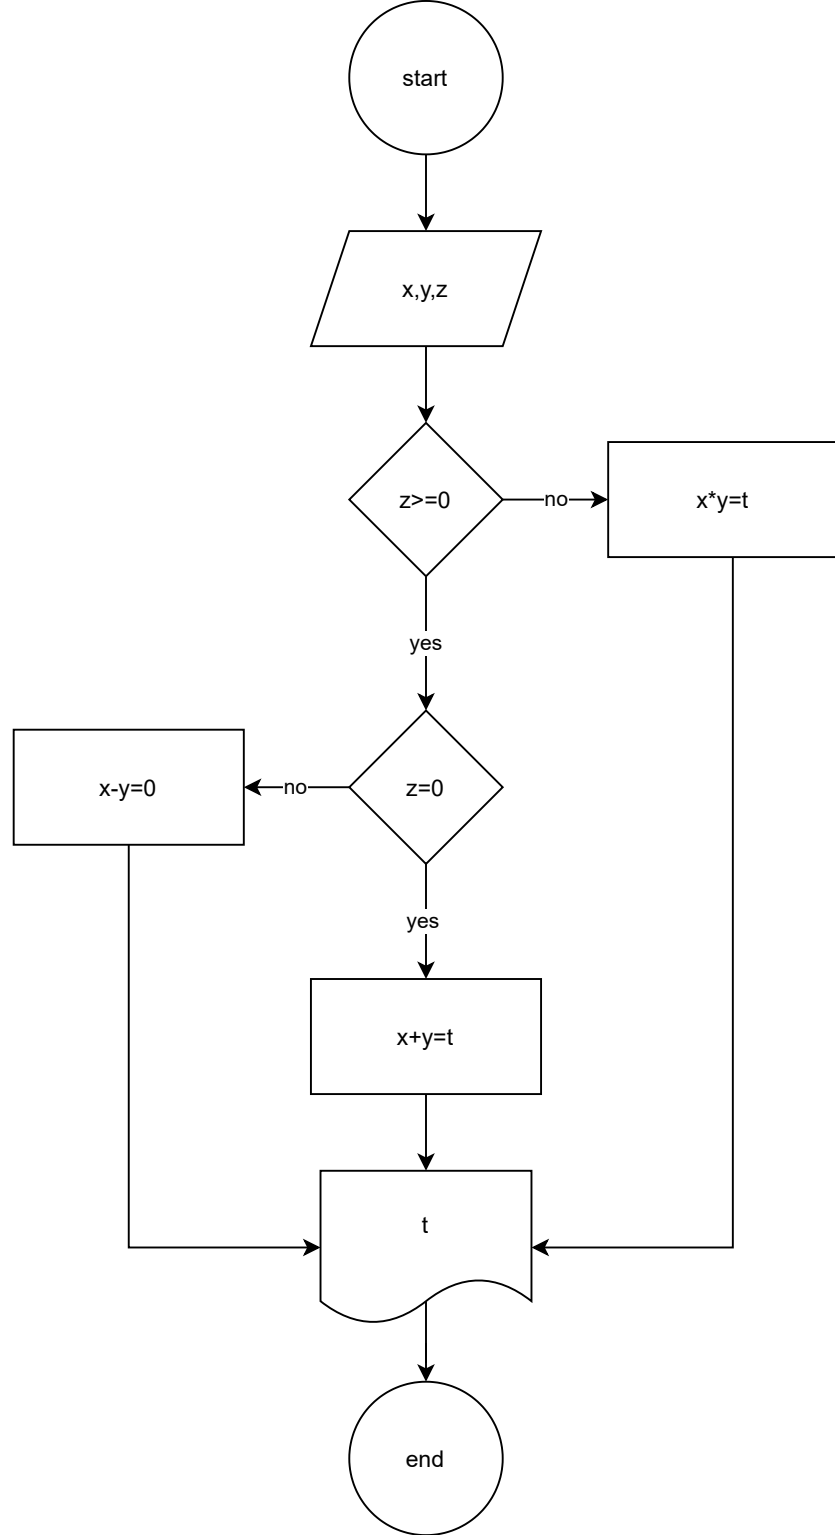 start
x,y,z
z>=0
no
x*y=t
yes
x-y=0
no
z=0
yes
x+y=t
t
end